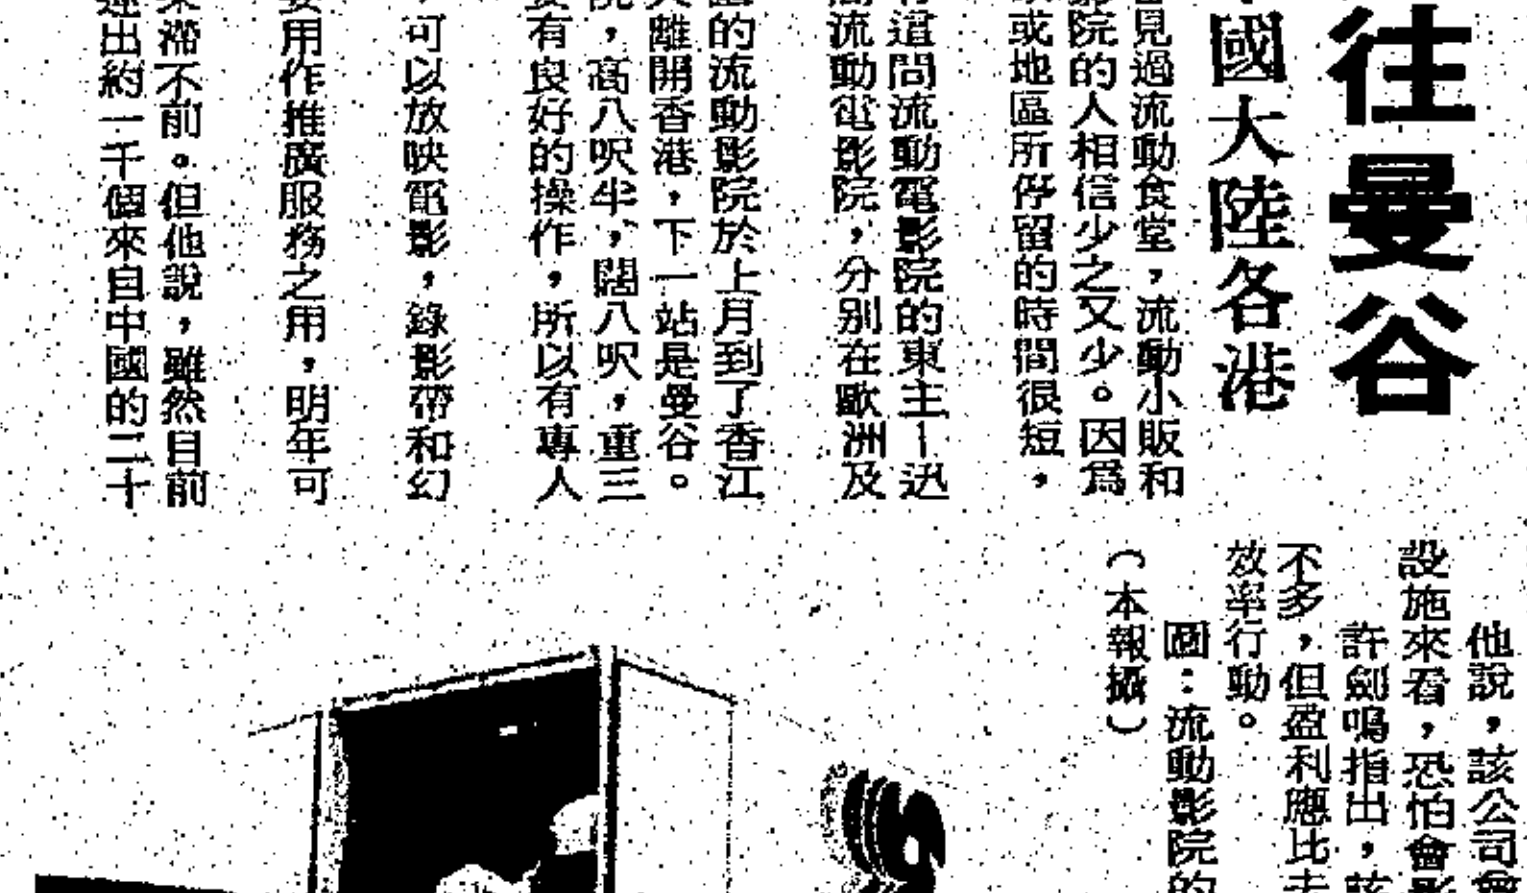 往曼谷
國大陸各港
見過流動食堂，流動小販和
影院的人相信少之又少。因爲
或地區所停留的時間很短，
這間流動電影院的東主－迅
流動電影院，分別在歐洲及
的流動影院於上月到了香江
離開香港，下一站是曼谷。
，高八呎半，闊八呎，重三
有良好的操作，所以有專人
可以放映電影，錄影帶和幻
用作推廣服務之用，明年可
滯不前。但他說，雖然目前
出約一千個來自中國的二十
他說，該公司會
設施來看，恐怕會影
許劍鳴指出，該
不多，但盈利應比去
效率行動。
圖：流動影院的
（本報攝）